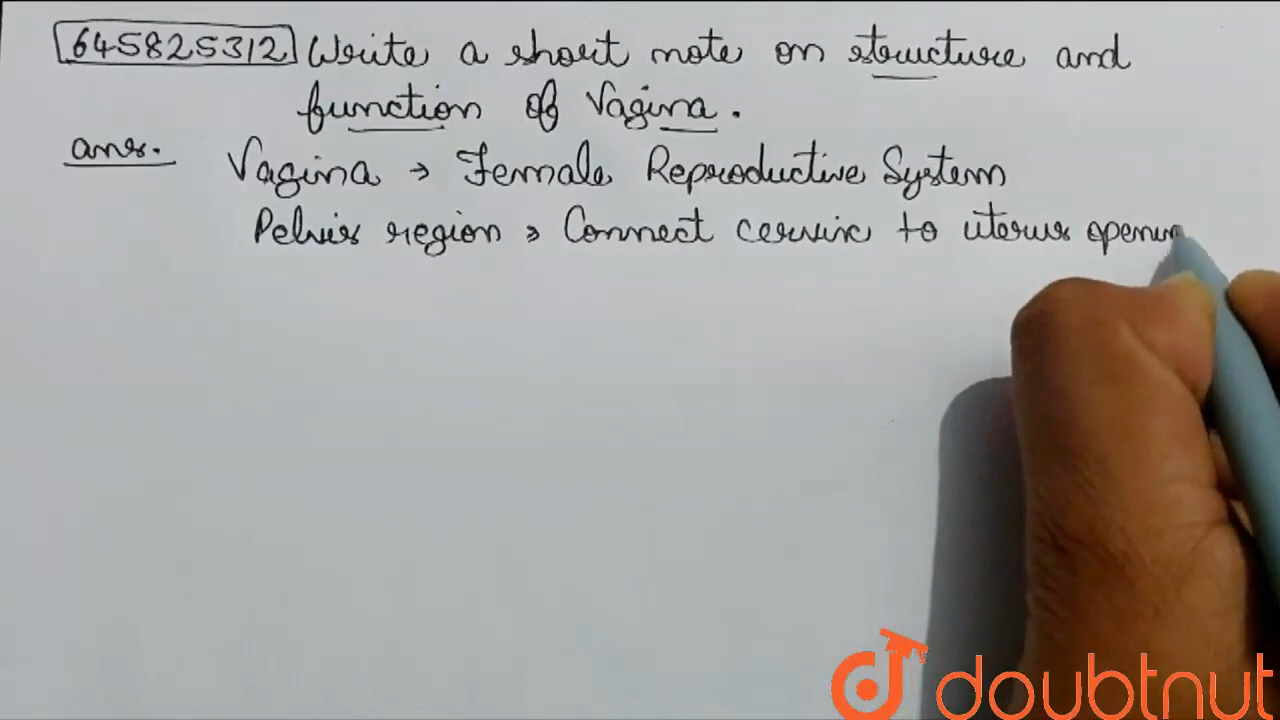 645825312 Write a short note on structure and
function of Vagina.
ans. Vagina → Female Reproductive System
Pelvis region → Connect cervix to uterus
doubtnut